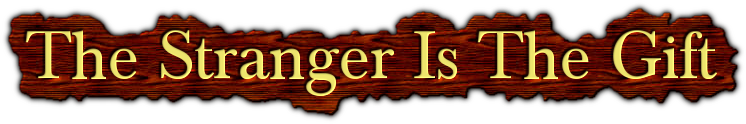 The Stranger Is The Gift